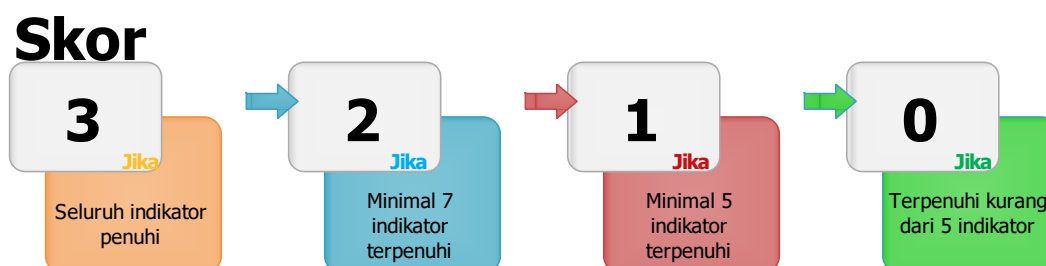 Skor
3
Jika
Seluruh indikator
penuhi
2
Jika
Minimal 7
indikator
terpenuhi
1
Jika
Minimal 5
indikator
terpenuhi
0
Jika
Terpenuhi kurang
dari 5 indikator